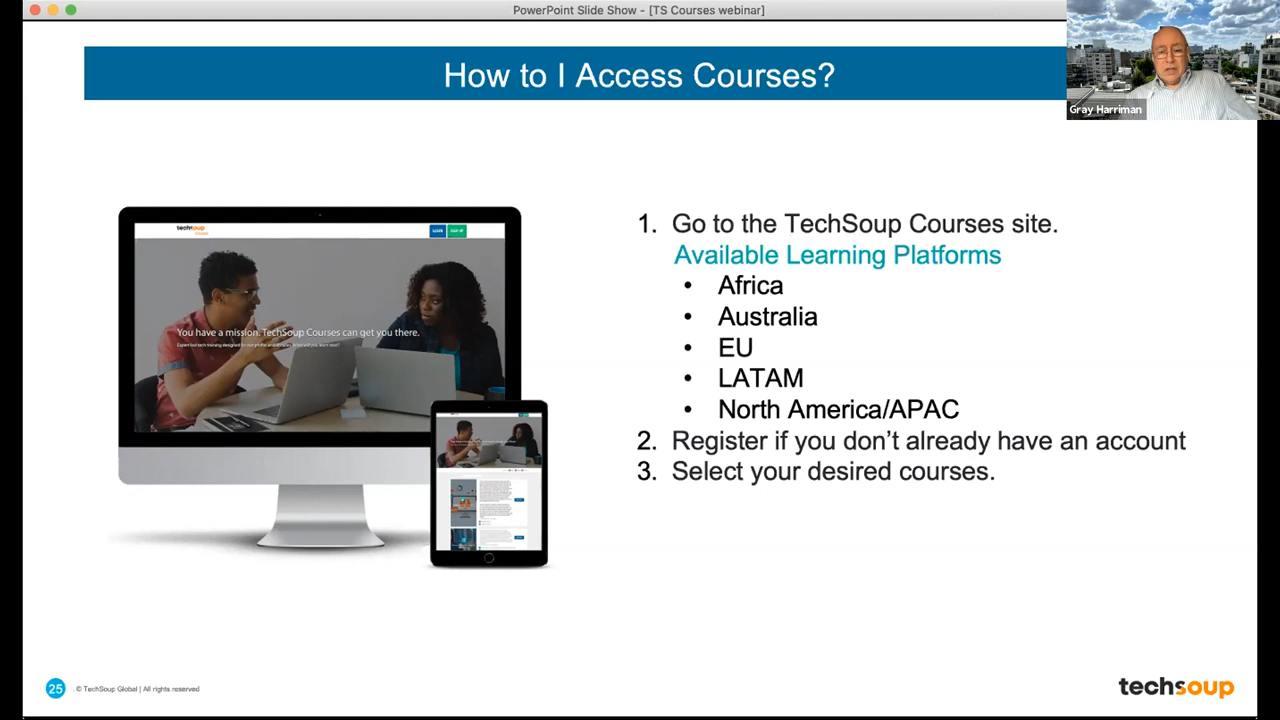 PowerPoint Slide Show - [TS Courses webinar]
How to I Access Courses?
Gray Harriman
techsoup
You have a mission. TechSoup Courses can get you there.
1. Go to the TechSoup Courses site.
Available Learning Platforms
• Africa
• Australia
• EU
• LATAM
• North America/APAC
2. Register if you don’t already have an account
3. Select your desired courses.
25
© TechSoup Global | All rights reserved
techsoup